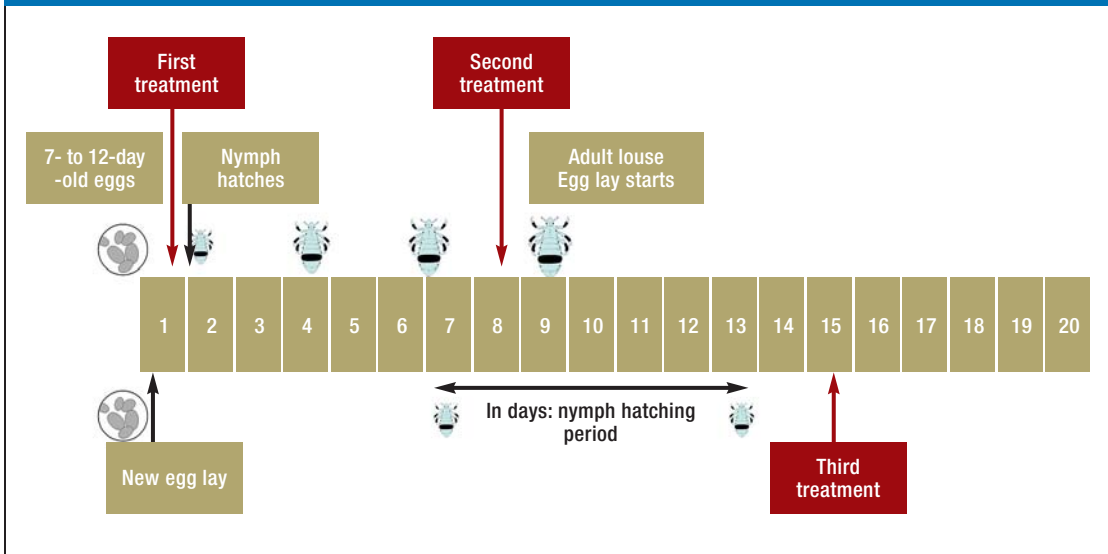 First
treatment
Second
treatment
7- to 12-day
-old eggs
Nymph
hatches
Adult louse
Egg lay starts
1 2 3 4 5 6 7 8 9 10 11 12 13 14 15 16 17 18 19 20
In days: nymph hatching
period
New egg lay
Third
treatment